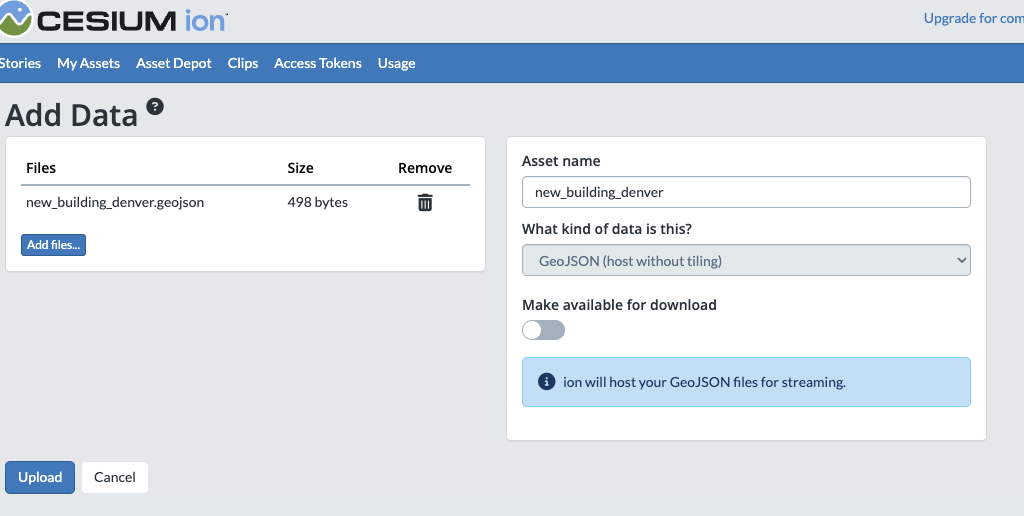 CESIUM ion
Upgrade for com
Stories My Assets Asset Depot Clips Access Tokens Usage
Add Data ?
Files Size Remove
new_building_denver.geojson 498 bytes
Add files...
Asset name
new_building_denver
What kind of data is this?
GeoJSON (host without tiling)
Make available for download
ion will host your GeoJSON files for streaming.
Upload Cancel